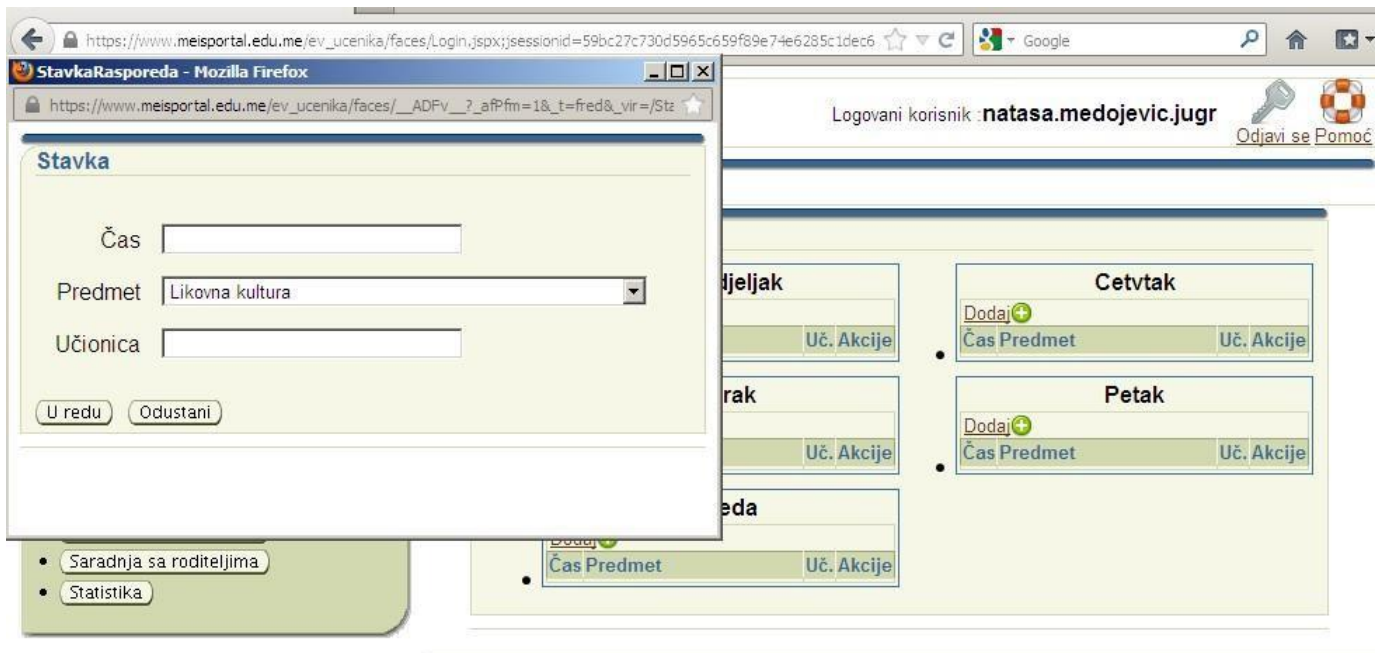 https://www.meisportal.edu.me/ev_ucenika/faces/Login.jspx;jsessionid=59bc27c730d5965c659f89e74e6285c1dec6
Google
StavkaRasporeda - Mozilla Firefox
https://www.meisportal.edu.me/ev_ucenika/faces/__ADFv__?_afPfm=1&_t=fred&_vir=/Sta
Logovani korisnik :natasa.medojevic.jugr
Odjavi se Pomoć
Stavka
Čas
Predmet Likovna kultura
Učionica
U redu Odustani
djeljak
Uč. Akcije
Cetvtak
Dodaj
Čas Predmet Uč. Akcije
rak
Uč. Akcije
Petak
Dodaj
Čas Predmet Uč. Akcije
eda
Dodaj
Čas Predmet Uč. Akcije
Saradnja sa roditeljima
Statistika